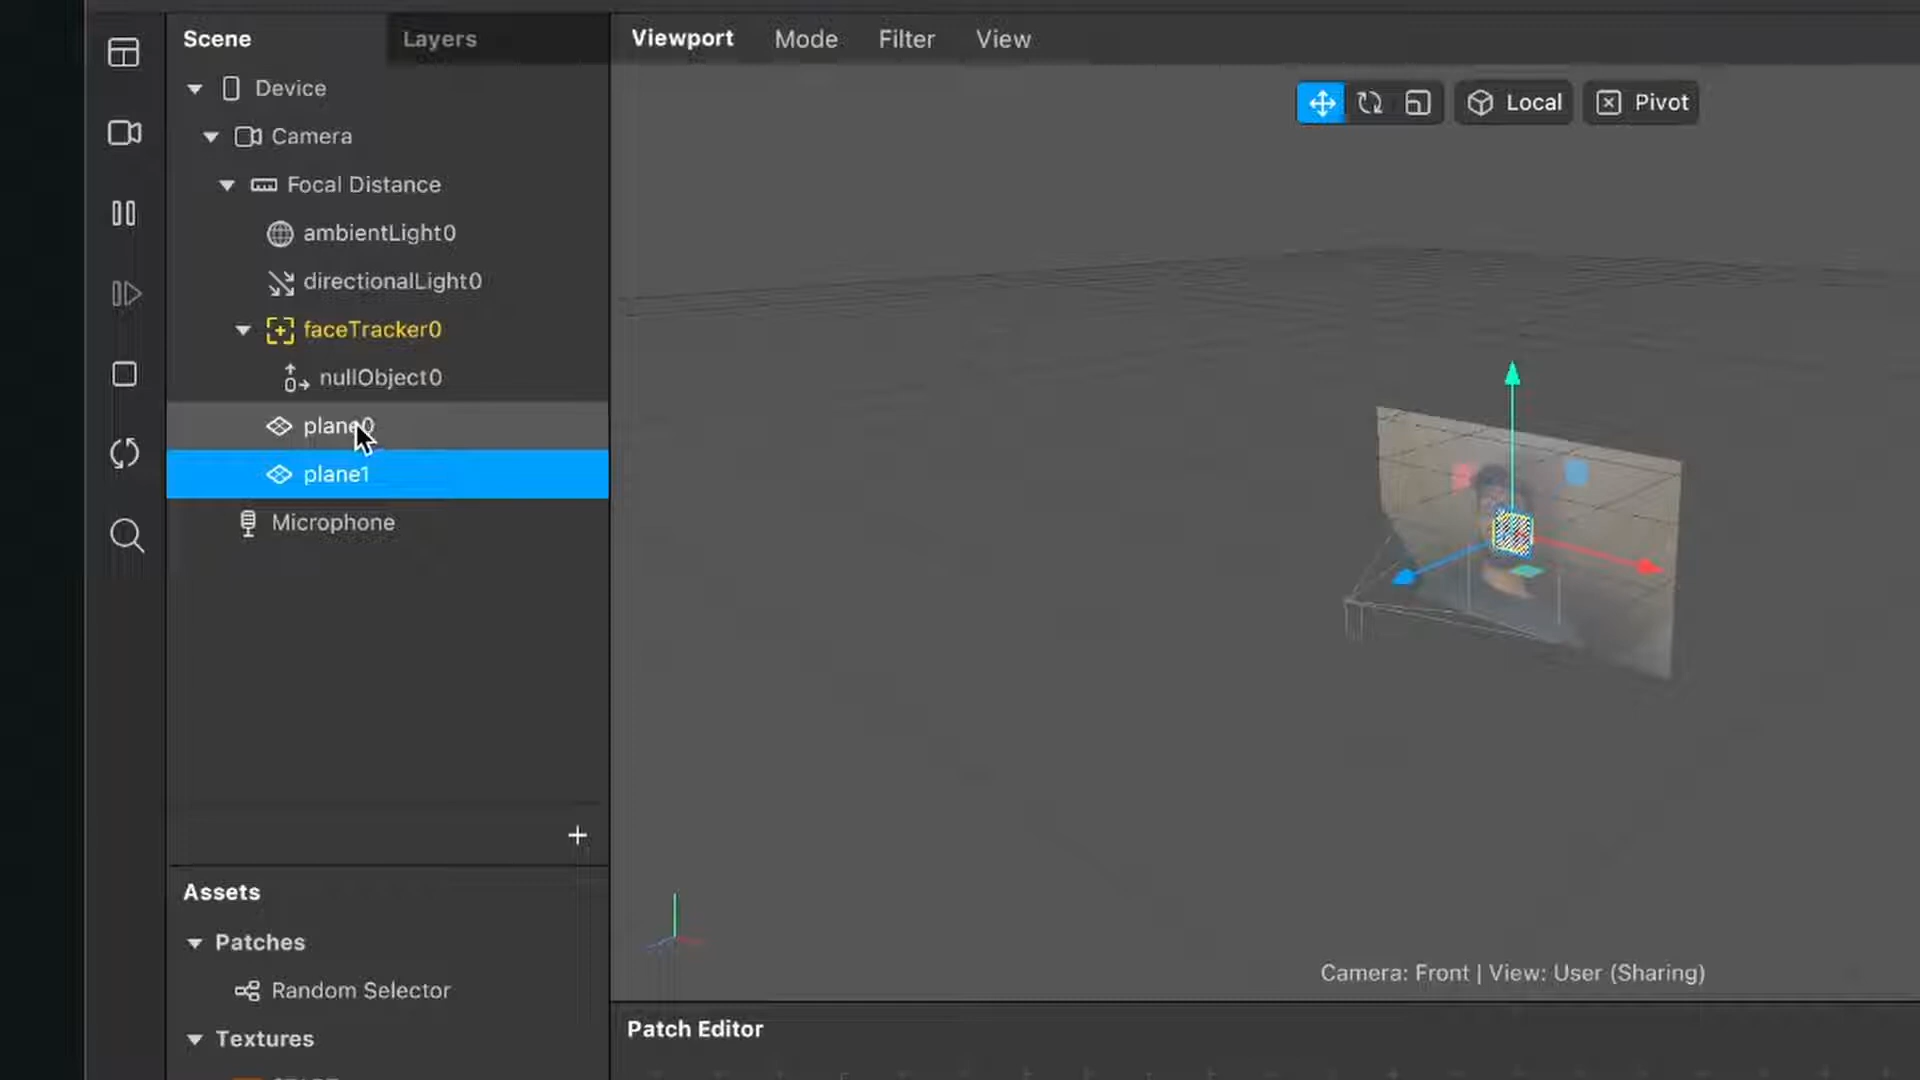 Scene
Layers
Viewport
Mode
Filter
View
Device
Camera
Focal Distance
ambientLight0
directionalLight0
faceTracker0
nullObject0
plane0
plane1
Microphone
Local
Pivot
Camera: Front | View: User (Sharing)
Assets
Patches
Random Selector
Textures
Patch Editor